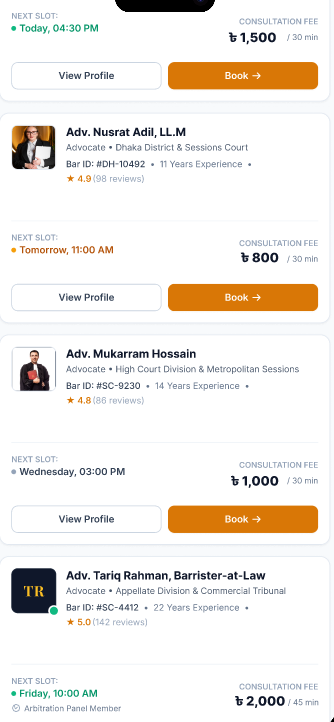 NEXT SLOT:
Today, 04:30 PM
CONSULTATION FEE
৳ 1,500 / 30 min
View Profile
Book →
Adv. Nusrat Adil, LL.M
Advocate • Dhaka District & Sessions Court
Bar ID: #DH-10492 • 11 Years Experience •
★ 4.9 (98 reviews)
NEXT SLOT:
Tomorrow, 11:00 AM
CONSULTATION FEE
৳ 800 / 30 min
View Profile
Book →
Adv. Mukarram Hossain
Advocate • High Court Division & Metropolitan Sessions
Bar ID: #SC-9230 • 14 Years Experience •
★ 4.8 (86 reviews)
NEXT SLOT:
Wednesday, 03:00 PM
CONSULTATION FEE
৳ 1,000 / 30 min
View Profile
Book →
TR
Adv. Tariq Rahman, Barrister-at-Law
Advocate • Appellate Division & Commercial Tribunal
Bar ID: #SC-4412 • 22 Years Experience •
★ 5.0 (142 reviews)
NEXT SLOT:
Friday, 10:00 AM
Arbitration Panel Member
CONSULTATION FEE
৳ 2,000 / 45 min